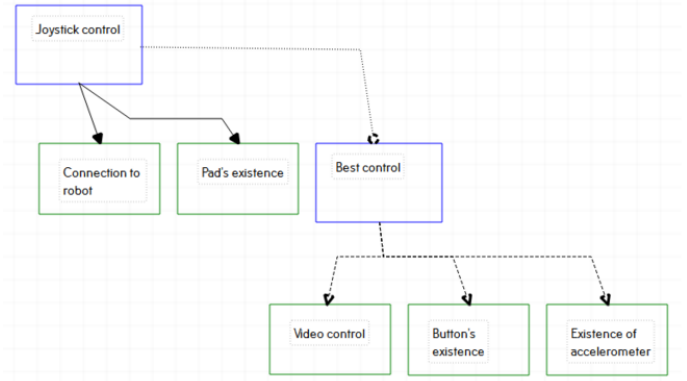 Joystick control
Connection to
robot
Pad's existence
Best control
Video control
Button's
existence
Existence of
accelerometer